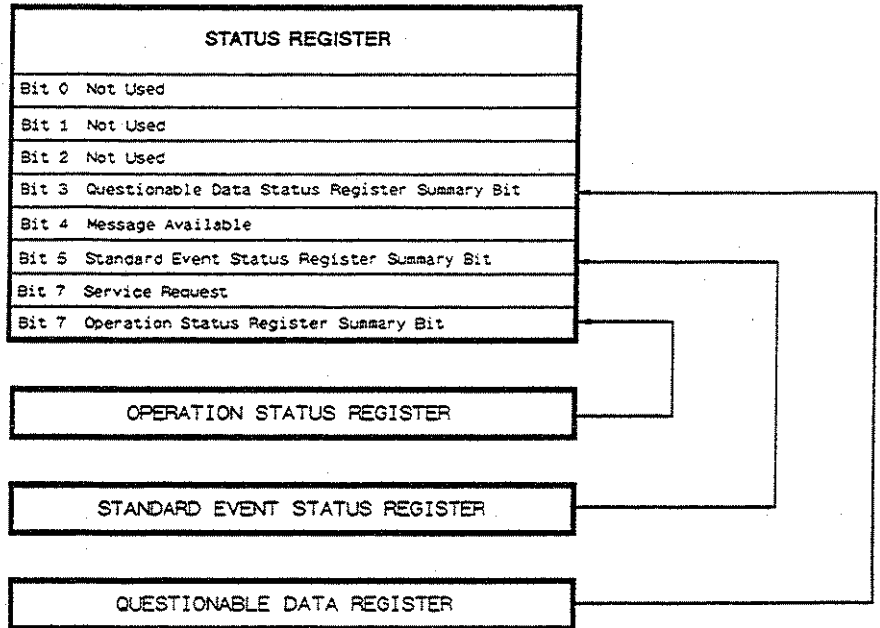 STATUS REGISTER
Bit 0 Not Used
Bit 1 Not Used
Bit 2 Not Used
Bit 3 Questionable Data Status Register Summary Bit
Bit 4 Message Available
Bit 5 Standard Event Status Register Summary Bit
Bit 7 Service Request
Bit 7 Operation Status Register Summary Bit
OPERATION STATUS REGISTER
STANDARD EVENT STATUS REGISTER
QUESTIONABLE DATA REGISTER